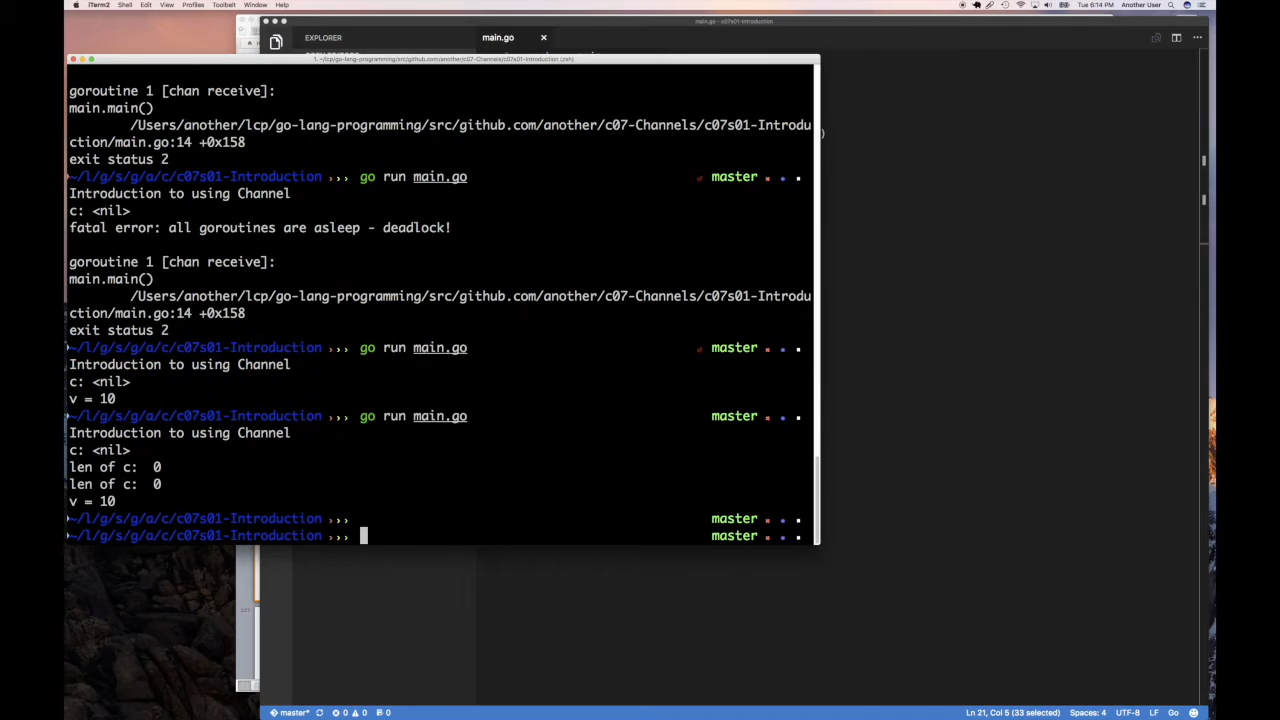 iTerm2 Shell Edit View Profiles Toolbelt Window Help
Tue 6:14 PM Another User
main.go - c07s01-Introduction
EXPLORER
main.go
1. ~/lcp/go-lang-programming/src/github.com/another/c07-Channels/c07s01-Introduction (zsh)
goroutine 1 [chan receive]:
main.main()
/Users/another/lcp/go-lang-programming/src/github.com/another/c07-Channels/c07s01-Introdu
ction/main.go:14 +0x158
exit status 2
~/l/g/s/g/a/c/c07s01-Introduction ››› go run main.go master
Introduction to using Channel
c: <nil>
fatal error: all goroutines are asleep - deadlock!
goroutine 1 [chan receive]:
main.main()
/Users/another/lcp/go-lang-programming/src/github.com/another/c07-Channels/c07s01-Introdu
ction/main.go:14 +0x158
exit status 2
~/l/g/s/g/a/c/c07s01-Introduction ››› go run main.go master
Introduction to using Channel
c: <nil>
v = 10
~/l/g/s/g/a/c/c07s01-Introduction ››› go run main.go master
Introduction to using Channel
c: <nil>
len of c:  0
len of c:  0
v = 10
~/l/g/s/g/a/c/c07s01-Introduction ››› master
~/l/g/s/g/a/c/c07s01-Introduction ››› master
master* 0 0 0
Ln 21, Col 5 (33 selected) Spaces: 4 UTF-8 LF Go